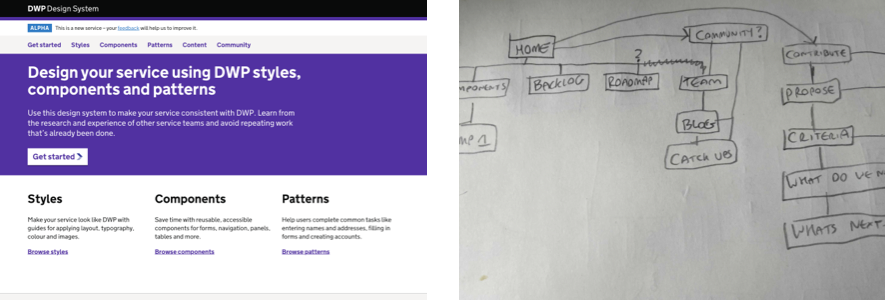 DWP Design System
ALPHA This is a new service – your feedback will help us to improve it.
Get started Styles Components Patterns Content Community
Design your service using DWP styles,
components and patterns
Use this design system to make your service consistent with DWP. Learn from
the research and experience of other service teams and avoid repeating work
that's already been done.
Get started
Styles
Make your service look like DWP with
guides for applying layout, typography,
colour and images.
Browse styles
Components
Save time with reusable, accessible
components for forms, navigation, panels,
tables and more.
Browse components
Patterns
Help users complete common tasks like
entering names and addresses, filling in
forms and creating accounts.
Browse patterns
HOME
COMMUNITY?
CONTRIBUTE
?
MPONENTS
BACKLOG
ROADMAP
TEAM
PROPOSE
MP 1
BLOG
CRITERIA
CATCH UPS
WHAT DO WE N
WHATS NEXT